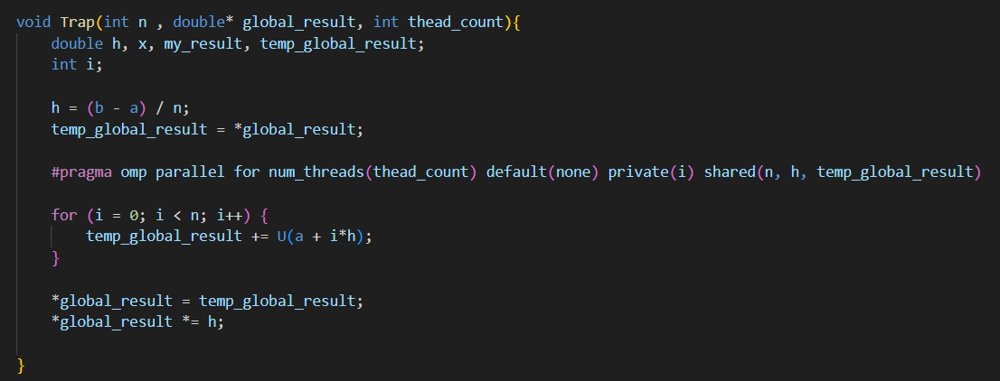 void Trap(int n , double* global_result, int thead_count){
    double h, x, my_result, temp_global_result;
    int i;
    h = (b - a) / n;
    temp_global_result = *global_result;
    #pragma omp parallel for num_threads(thead_count) default(none) private(i) shared(n, h, temp_global_result)
    for (i = 0; i < n; i++) {
        temp_global_result += U(a + i*h);
    }
    *global_result = temp_global_result;
    *global_result *= h;
}